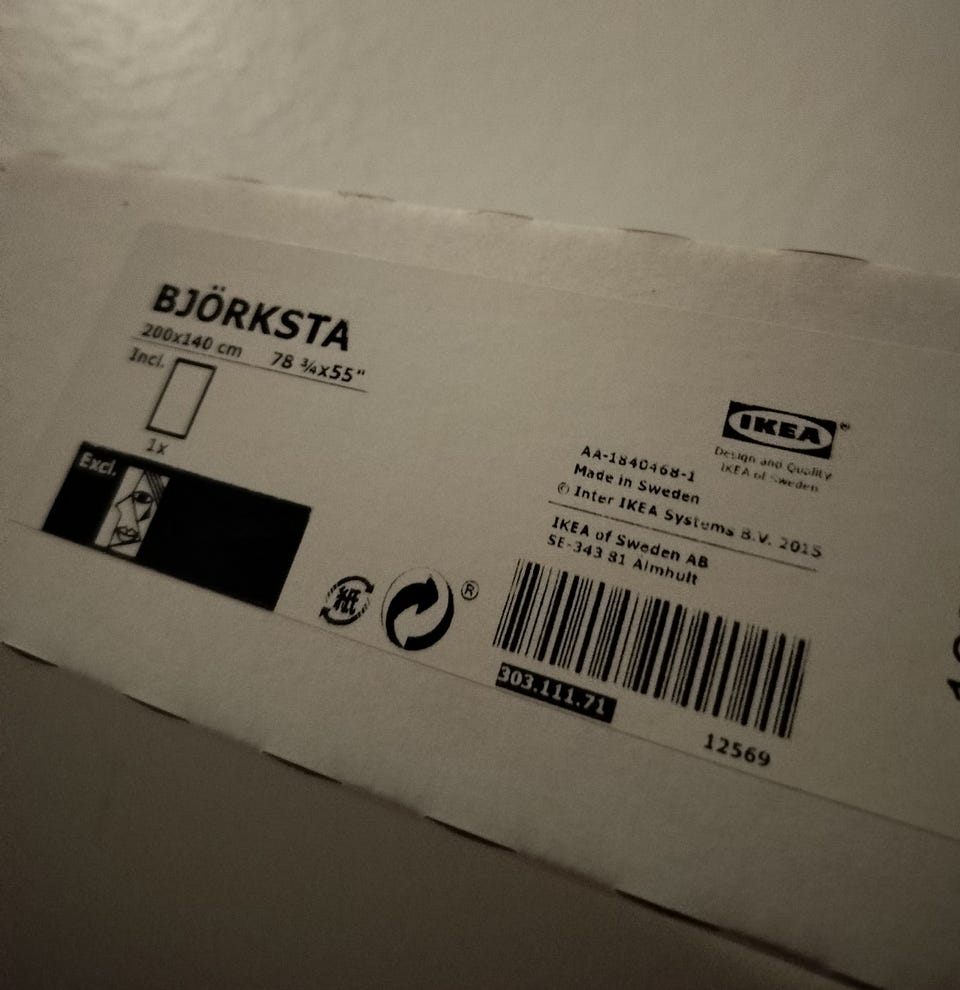 BJÖRKSTA
200x140 cm 78 ¾x55"
Incl.
1x
Excl.
IKEA®
Design and Quality
IKEA of Sweden
AA-1840468-1
Made in Sweden
© Inter IKEA Systems B.V. 2015
IKEA of Sweden AB
SE-343 81 Älmhult
®
303.111.71
12569